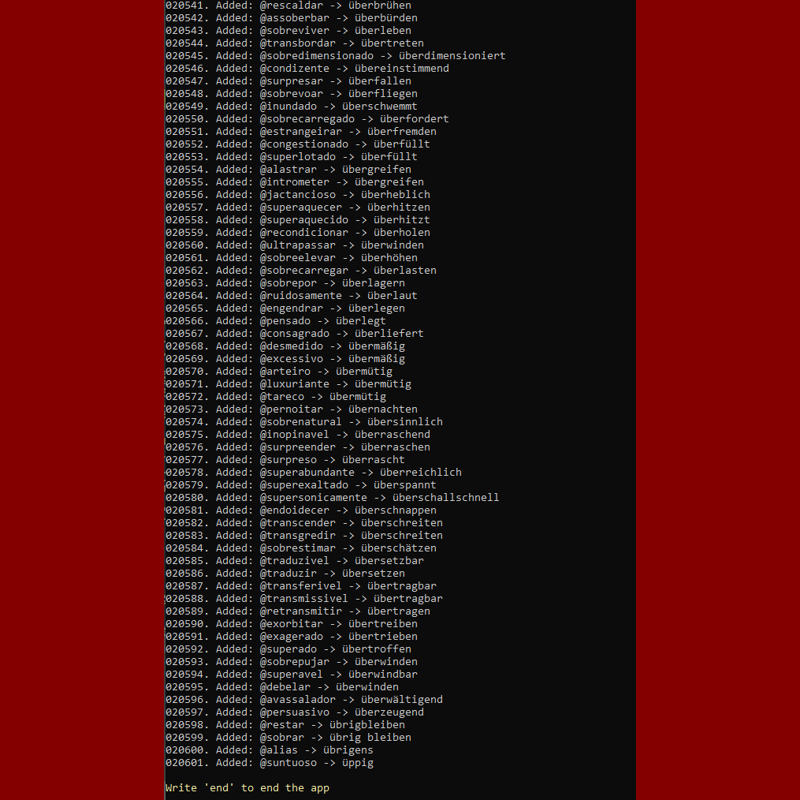 020541. Added: @rescaldar -> überbrühen
020542. Added: @assoberbar -> überbürden
020543. Added: @sobreviver -> überleben
020544. Added: @transbordar -> übertreten
020545. Added: @sobredimensionado -> überdimensioniert
020546. Added: @condizente -> übereinstimmend
020547. Added: @surpresar -> überfallen
020548. Added: @sobrevoar -> überfliegen
020549. Added: @inundado -> überschwemmt
020550. Added: @sobrecarregado -> überfordert
020551. Added: @estrangeirar -> überfremden
020552. Added: @congestionado -> überfüllt
020553. Added: @superlotado -> überfüllt
020554. Added: @alastrar -> übergreifen
020555. Added: @intrometer -> übergreifen
020556. Added: @jactancioso -> überheblich
020557. Added: @superaquecer -> überhitzen
020558. Added: @superaquecido -> überhitzt
020559. Added: @recondicionar -> überholen
020560. Added: @ultrapassar -> überwinden
020561. Added: @sobreelevar -> überhöhen
020562. Added: @sobrecarregar -> überlasten
020563. Added: @sobrepor -> überlagern
020564. Added: @ruidosamente -> überlaut
020565. Added: @engendrar -> überlegen
020566. Added: @pensado -> überlegt
020567. Added: @consagrado -> überliefert
020568. Added: @desmedido -> übermäßig
020569. Added: @excessivo -> übermäßig
020570. Added: @arteiro -> übermütig
020571. Added: @luxuriante -> übermütig
020572. Added: @tareco -> übermütig
020573. Added: @pernoitar -> übernachten
020574. Added: @sobrenatural -> übersinnlich
020575. Added: @inopinavel -> überraschend
020576. Added: @surpreender -> überraschen
020577. Added: @surpreso -> überrascht
020578. Added: @superabundante -> überreichlich
020579. Added: @superexaltado -> überspannt
020580. Added: @supersonicamente -> überschallschnell
020581. Added: @endoidecer -> überschnappen
020582. Added: @transcender -> überschreiten
020583. Added: @transgredir -> überschreiten
020584. Added: @sobrestimar -> überschätzen
020585. Added: @traduzivel -> übersetzbar
020586. Added: @traduzir -> übersetzen
020587. Added: @transferivel -> übertragbar
020588. Added: @transmissivel -> übertragbar
020589. Added: @retransmitir -> übertragen
020590. Added: @exorbitar -> übertreiben
020591. Added: @exagerado -> übertrieben
020592. Added: @superado -> übertroffen
020593. Added: @sobrepujar -> überwinden
020594. Added: @superavel -> überwindbar
020595. Added: @debelar -> überwinden
020596. Added: @avassalador -> überwältigend
020597. Added: @persuasivo -> überzeugend
020598. Added: @restar -> übrigbleiben
020599. Added: @sobrar -> übrig bleiben
020600. Added: @alias -> übrigens
020601. Added: @suntuoso -> üppig
Write 'end' to end the app